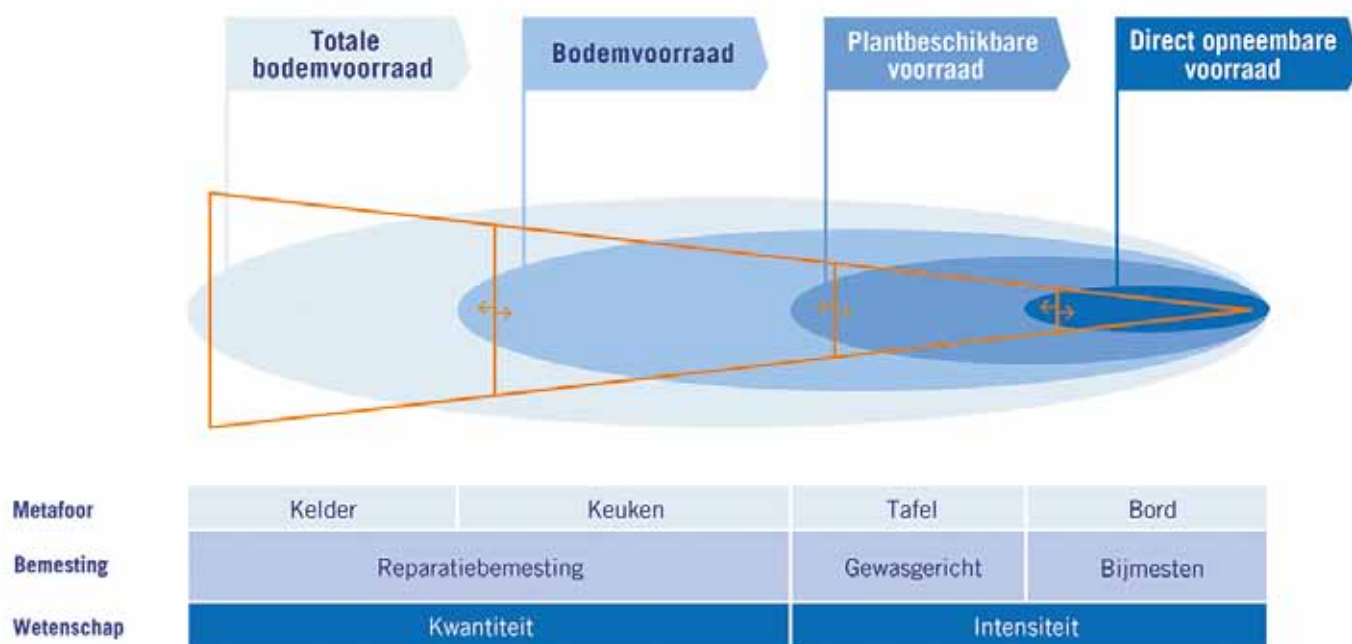 Totale
bodemvoorraad
Bodemvoorraad
Plantbeschikbare
voorraad
Direct opneembare
voorraad
Metafoor Kelder Keuken Tafel Bord
Bemesting Reparatiebemesting Gewasgericht Bijmesten
Wetenschap Kwantiteit Intensiteit